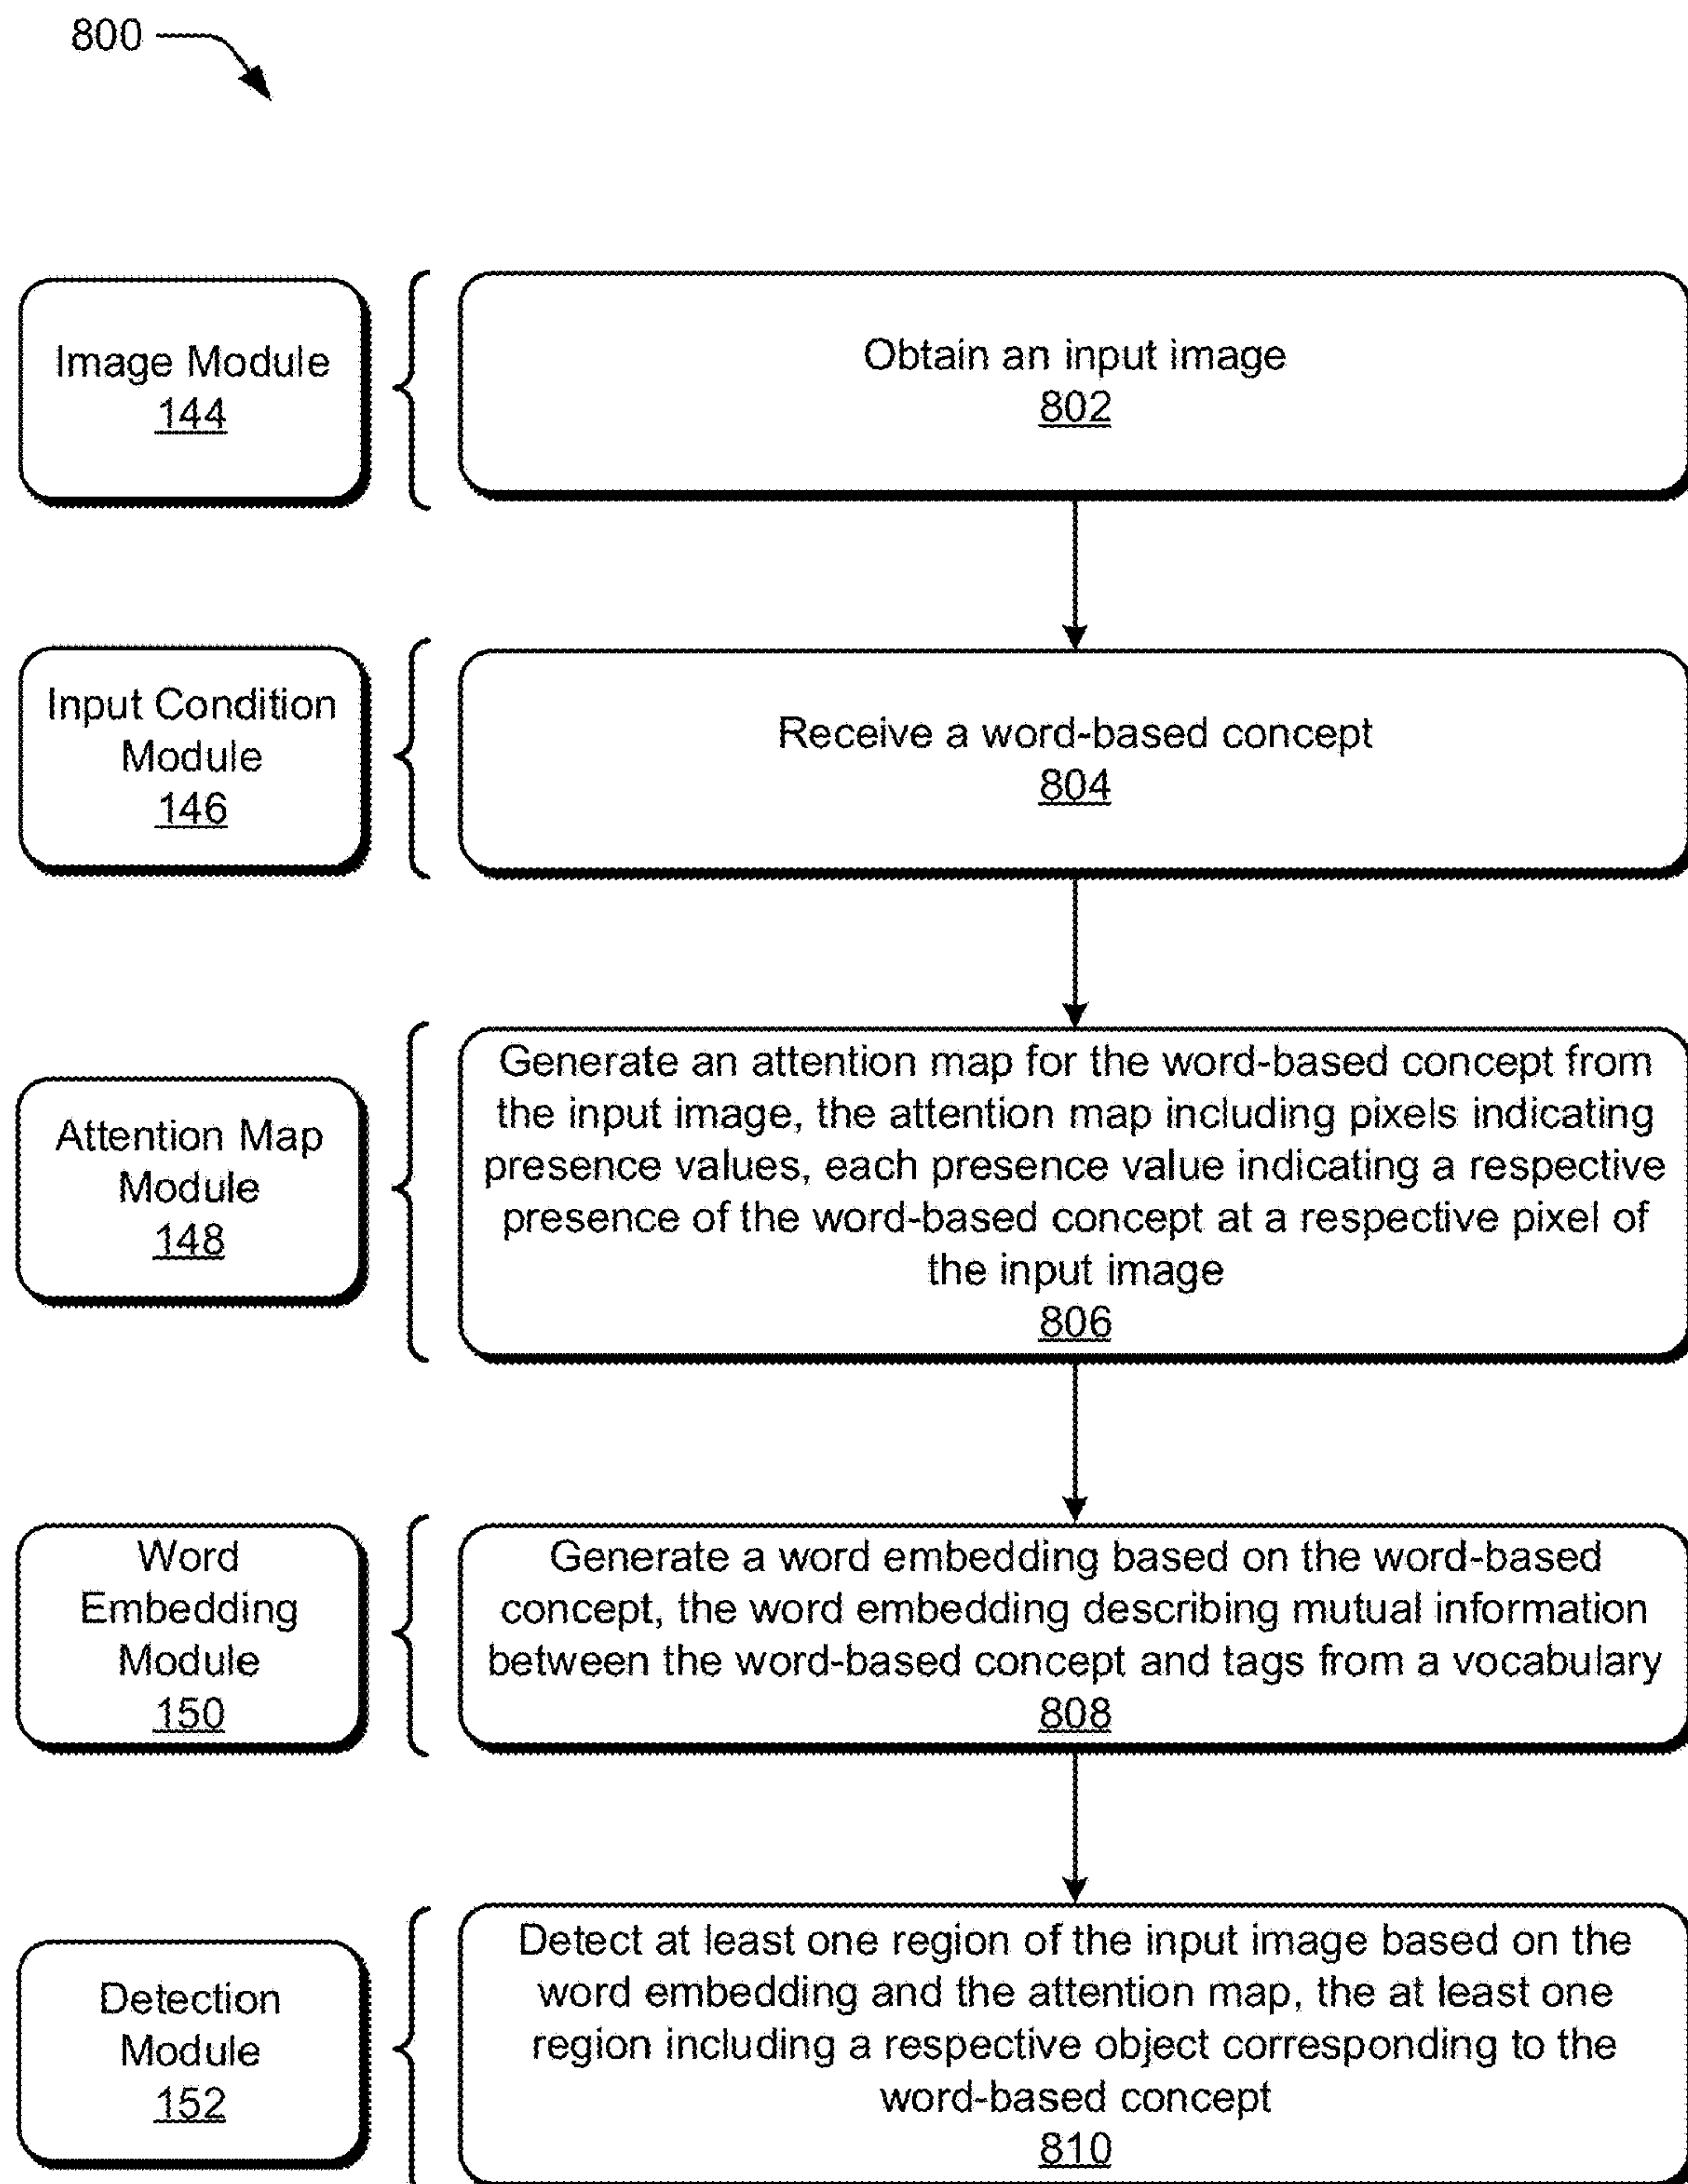 800
Image Module
144
Obtain an input image
802
Input Condition
Module
146
Receive a word-based concept
804
Attention Map
Module
148
Generate an attention map for the word-based concept from
the input image, the attention map including pixels indicating
presence values, each presence value indicating a respective
presence of the word-based concept at a respective pixel of
the input image
806
Word
Embedding
Module
150
Generate a word embedding based on the word-based
concept, the word embedding describing mutual information
between the word-based concept and tags from a vocabulary
808
Detection
Module
152
Detect at least one region of the input image based on the
word embedding and the attention map, the at least one
region including a respective object corresponding to the
word-based concept
810